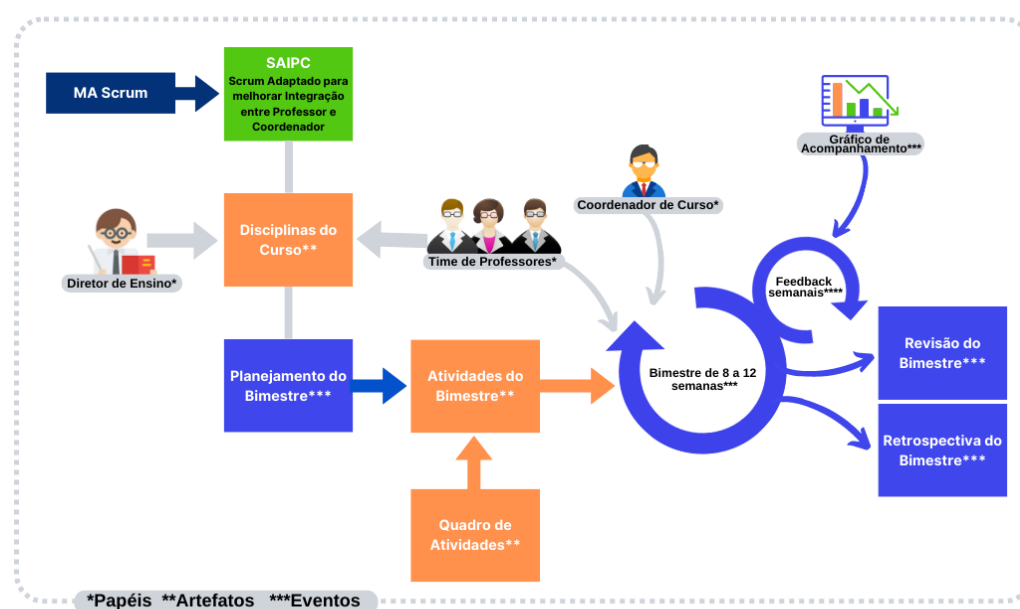 MA Scrum
SAIPC
Scrum Adaptado para
melhorar Integração
entre Professor e
Coordenador
Gráfico de
Acompanhamento***
Coordenador de Curso*
Disciplinas do
Curso**
Time de Professores*
Diretor de Ensino*
Feedback
semanais****
Planejamento do
Bimestre***
Atividades do
Bimestre**
Bimestre de 8 a 12
semanas***
Revisão do
Bimestre***
Retrospectiva do
Bimestre***
Quadro de
Atividades**
*Papéis **Artefatos ***Eventos